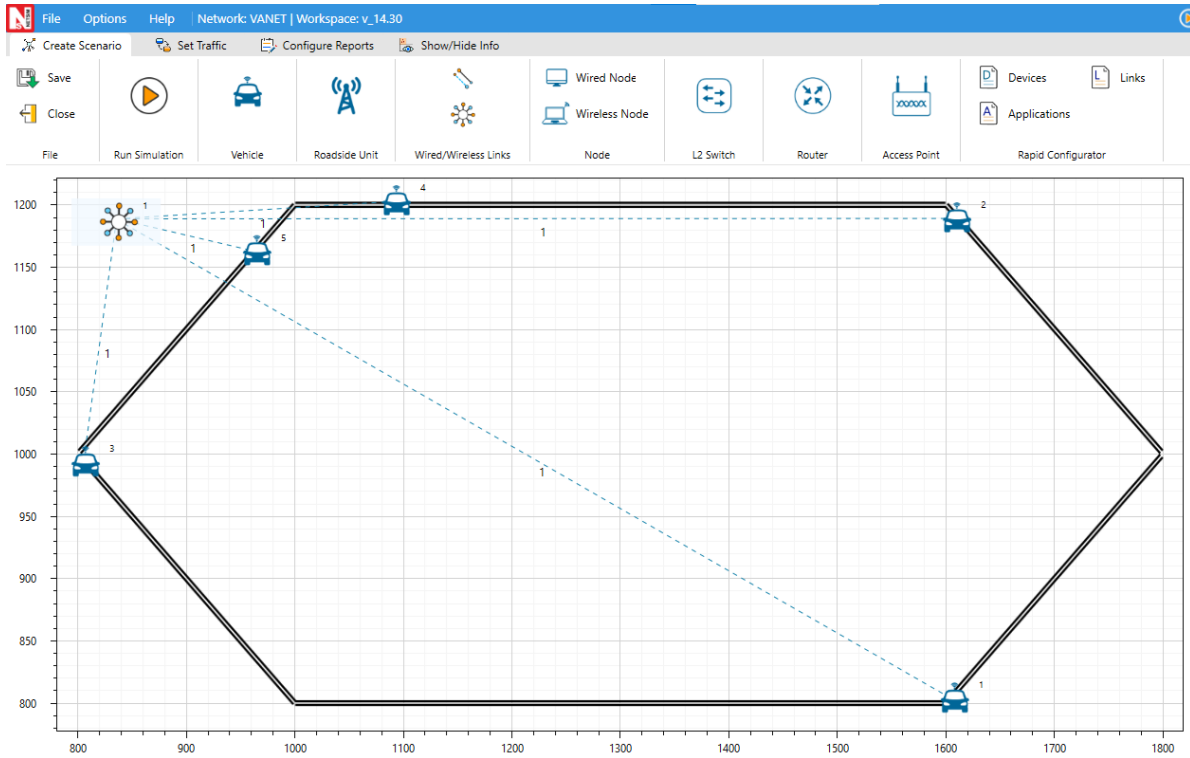 File Options Help Network: VANET | Workspace: v_14.30
Create Scenario Set Traffic Configure Reports Show/Hide Info
Save Wired Node Devices Links
Close Wireless Node Applications
File Run Simulation Vehicle Roadside Unit Wired/Wireless Links Node L2 Switch Router Access Point Rapid Configurator
4
1200 1 2
1 5 1
1
1150
1100
1
1050
1000 3
1
950
900
850
1
800
800 900 1000 1100 1200 1300 1400 1500 1600 1700 1800